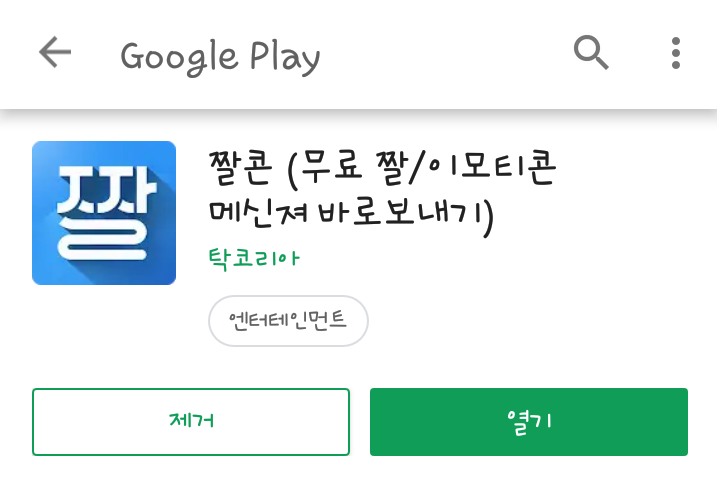 Google Play
짤
짤콘 (무료 짤/이모티콘
메신져 바로보내기)
탁코리아
엔터테인먼트
제거
열기